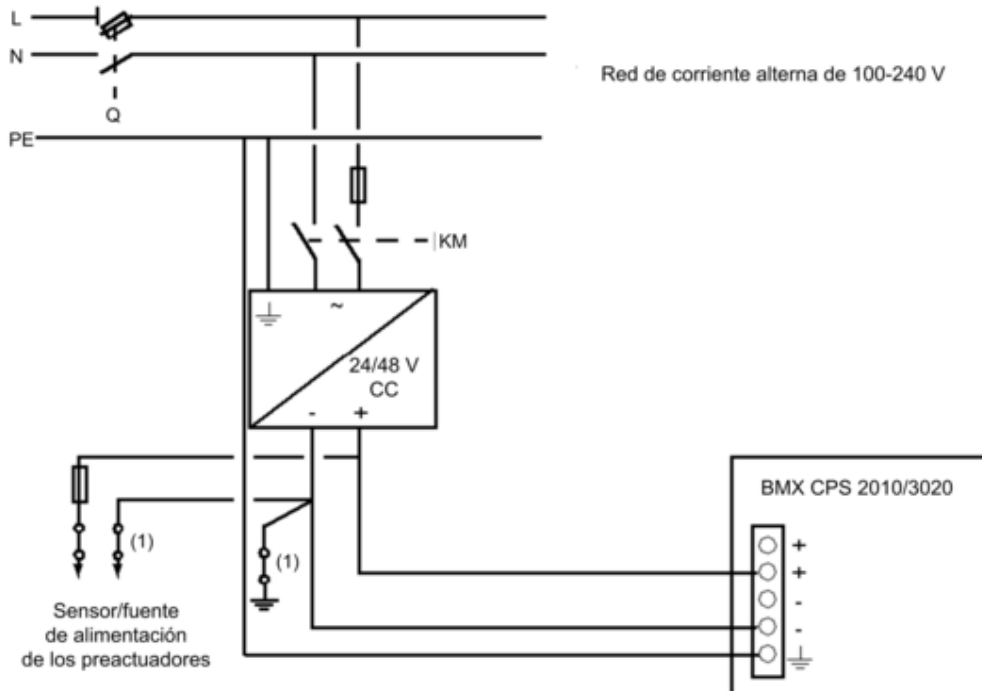 L
N
Red de corriente alterna de 100-240 V
Q
PE
KM
~
24/48 V
CC
- +
BMX CPS 2010/3020
+
(1)
+
(1)
-
Sensor/fuente
-
de alimentación
de los preactuadores